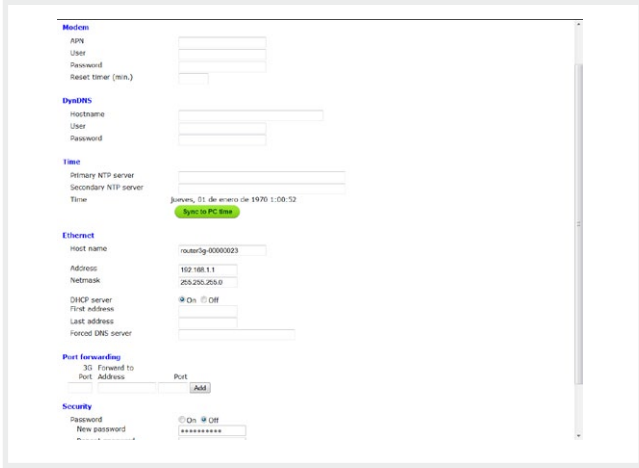 Modem
APN
User
Password
Reset timer (min.)
DynDNS
Hostname
User
Password
Time
Primary NTP server
Secondary NTP server
Time jueves, 01 de enero de 1970 1:00:52
Sync to PC time
Ethernet
Host name router3g-00000023
Address 192.168.1.1
Netmask 255.255.255.0
DHCP server On Off
First address
Last address
Forced DNS server
Port forwarding
3G Forward to
Port Address Port
Add
Security
Password On Off
New password **********